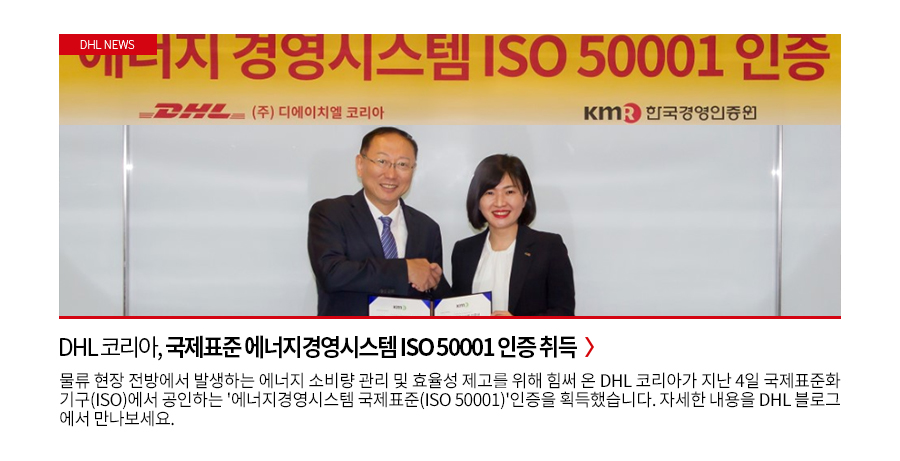 DHL NEWS
에너지 경영시스템 ISO 50001 인증
DHL (주) 디에이치엘 코리아
KMR 한국경영인증원
KMR
KMR
DHL 코리아, 국제표준 에너지경영시스템 ISO 50001 인증 취득 〉
물류 현장 전방에서 발생하는 에너지 소비량 관리 및 효율성 제고를 위해 힘써 온 DHL 코리아가 지난 4일 국제표준화
기구(ISO)에서 공인하는 '에너지경영시스템 국제표준(ISO 50001)'인증을 획득했습니다. 자세한 내용을 DHL 블로그
에서 만나보세요.